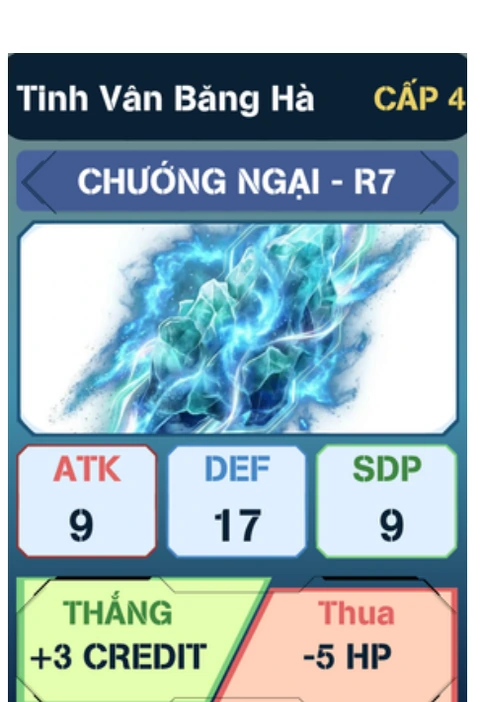 Tinh Vân Băng Hà CẤP 4
CHƯỚNG NGẠI - R7
ATK DEF SDP
9 17 9
THẮNG Thua
+3 CREDIT -5 HP